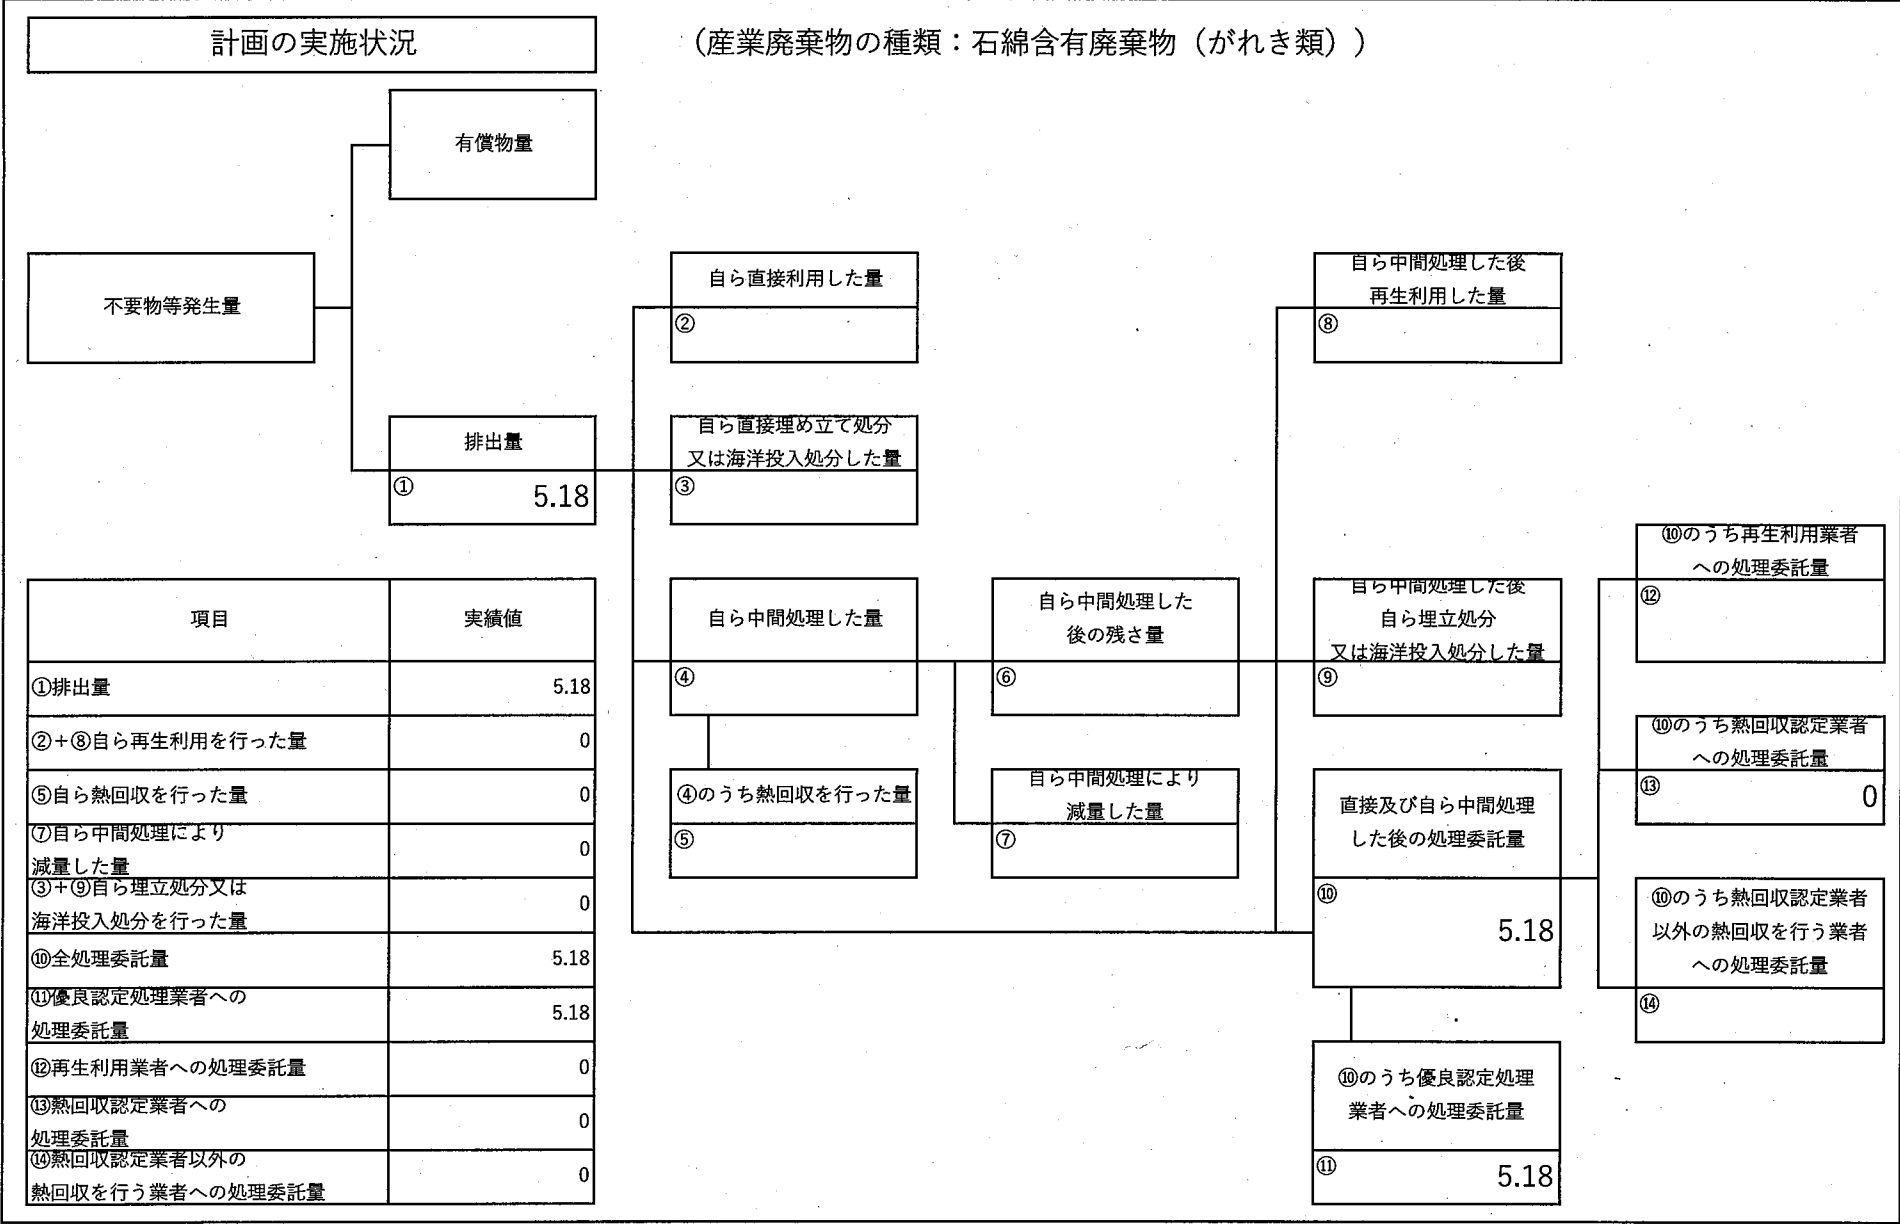 計画の実施状況
(産業廃棄物の種類：石綿含有廃棄物（がれき類）)
有償物量
不要物等発生量
排出量
①
5.18
自ら直接利用した量
②
自ら直接埋め立て処分
又は海洋投入処分した量
③
自ら中間処理した量
④
④のうち熱回収を行った量
⑤
自ら中間処理した
後の残さ量
⑥
自ら中間処理により
減量した量
⑦
自ら中間処理した後
再生利用した量
⑧
自ら中間処理した後
自ら埋立処分
又は海洋投入処分した量
⑨
直接及び自ら中間処理
した後の処理委託量
⑩
5.18
⑩のうち優良認定処理
業者への処理委託量
⑪
5.18
⑩のうち再生利用業者
への処理委託量
⑫
⑩のうち熱回収認定業者
への処理委託量
⑬
0
⑩のうち熱回収認定業者
以外の熱回収を行う業者
への処理委託量
⑭
項目 実績値
①排出量 5.18
②+⑧自ら再生利用を行った量 0
⑤自ら熱回収を行った量 0
⑦自ら中間処理により
減量した量 0
③+⑨自ら埋立処分又は
海洋投入処分を行った量 0
⑩全処理委託量 5.18
⑪優良認定処理業者への
処理委託量 5.18
⑫再生利用業者への処理委託量 0
⑬熱回収認定業者への
処理委託量 0
⑭熱回収認定業者以外の
熱回収を行う業者への処理委託量 0